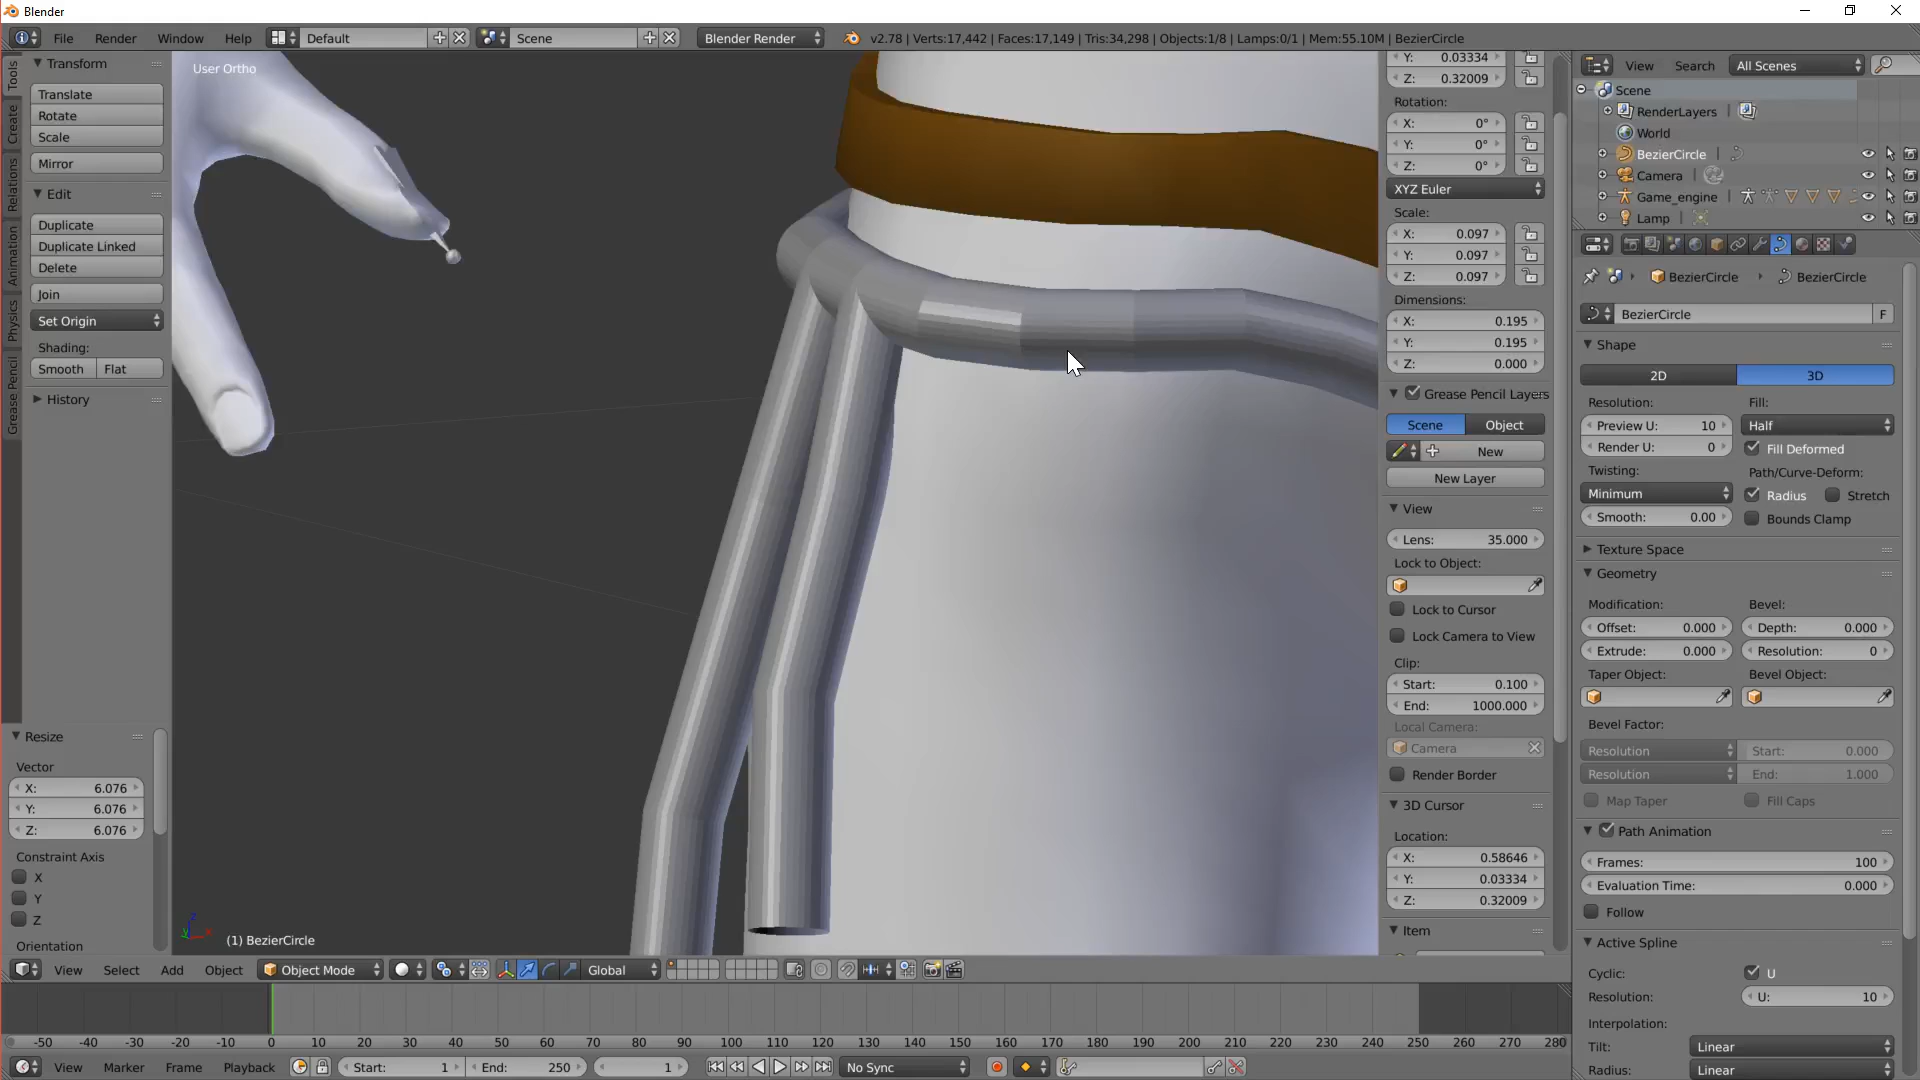 Blender
File Render Window Help Default Scene Blender Render v2.78 | Verts:17,442 | Faces:17,149 | Tris:34,298 | Objects:1/8 | Lamps:0/1 | Mem:55.10M | BezierCircle
Tools
Create
Relations
Animation
Physics
Grease Pencil
Transform
Translate
Rotate
Scale
Mirror
Edit
Duplicate
Duplicate Linked
Delete
Join
Set Origin
Shading:
Smooth Flat
History
Resize
Vector
X: 6.076
Y: 6.076
Z: 6.076
Constraint Axis
X
Y
Z
Orientation
User Ortho
(1) BezierCircle
Y: 0.03334
Z: 0.32009
Rotation:
X: 0°
Y: 0°
Z: 0°
XYZ Euler
Scale:
X: 0.097
Y: 0.097
Z: 0.097
Dimensions:
X: 0.195
Y: 0.195
Z: 0.000
Grease Pencil Layers
Scene Object
New
New Layer
View
Lens: 35.000
Lock to Object:
Lock to Cursor
Lock Camera to View
Clip:
Start: 0.100
End: 1000.000
Local Camera:
Camera
Render Border
3D Cursor
Location:
X: 0.58646
Y: 0.03334
Z: 0.32009
Item
View Search All Scenes
Scene
RenderLayers
World
BezierCircle
Camera
Game_engine
Lamp
BezierCircle BezierCircle
BezierCircle F
Shape
2D 3D
Resolution: Fill:
Preview U: 10 Half
Render U: 0 Fill Deformed
Twisting: Path/Curve-Deform:
Minimum Radius Stretch
Smooth: 0.00 Bounds Clamp
Texture Space
Geometry
Modification: Bevel:
Offset: 0.000 Depth: 0.000
Extrude: 0.000 Resolution: 0
Taper Object: Bevel Object:
Bevel Factor:
Resolution Start: 0.000
Resolution End: 1.000
Map Taper Fill Caps
Path Animation
Frames: 100
Evaluation Time: 0.000
Follow
Active Spline
Cyclic: U
Resolution: U: 10
Interpolation:
Tilt: Linear
Radius: Linear
View Select Add Object Object Mode Global
-50 -40 -30 -20 -10 0 10 20 30 40 50 60 70 80 90 100 110 120 130 140 150 160 170 180 190 200 210 220 230 240 250 260 270 280
View Marker Frame Playback Start: 1 End: 250 1 No Sync